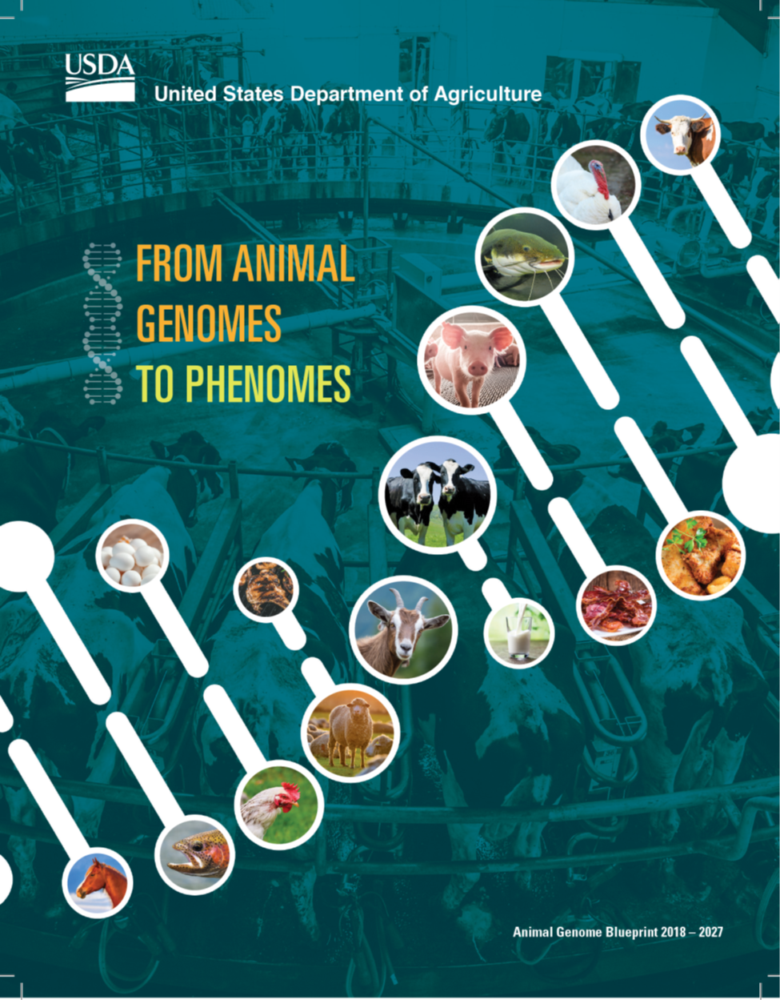 USDA
United States Department of Agriculture
FROM ANIMAL
GENOMES
TO PHENOMES
Animal Genome Blueprint 2018 – 2027